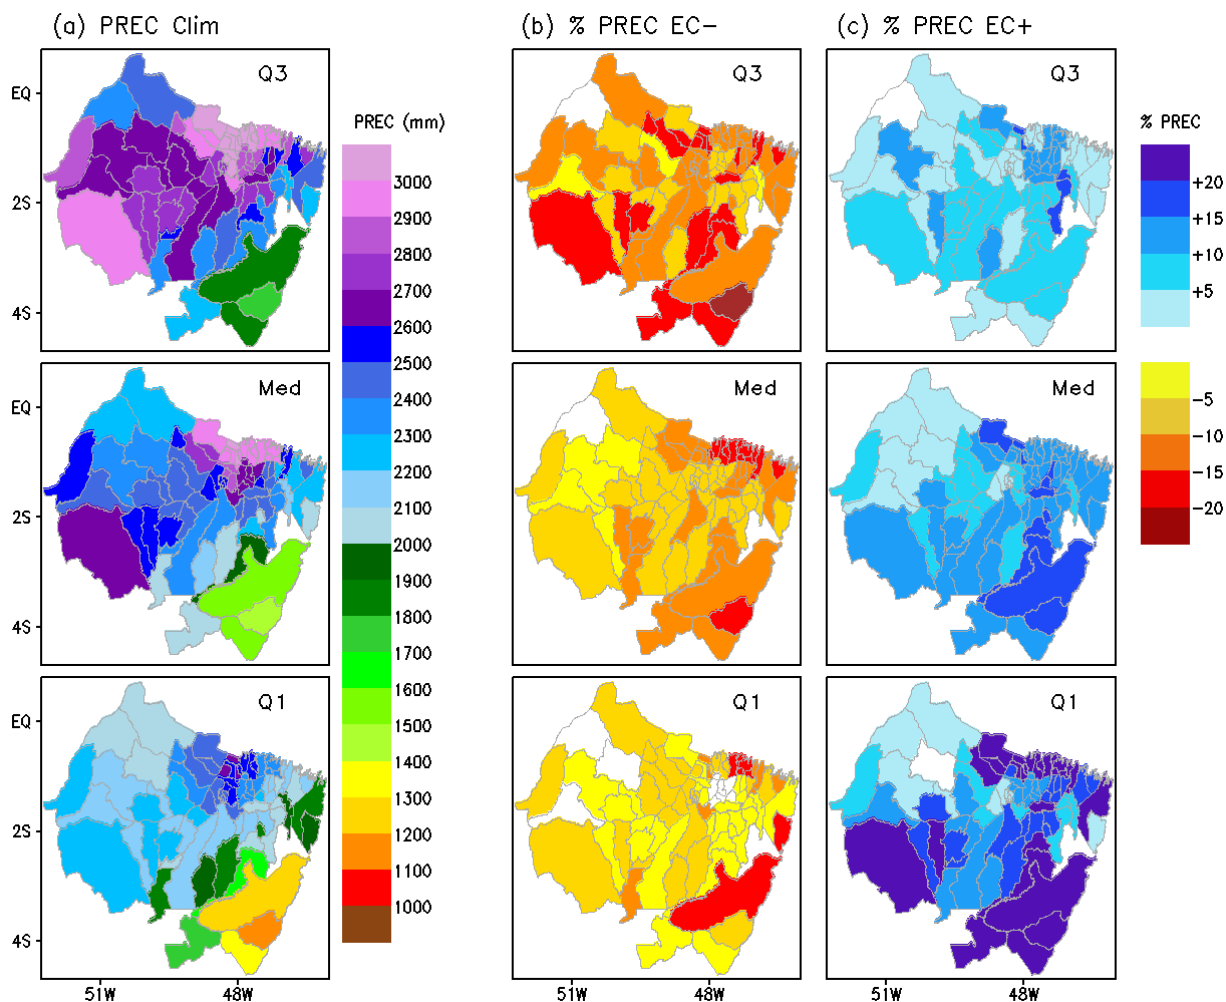 (a) PREC Clim
(b) % PREC EC−
(c) % PREC EC+
Q3
Q3
Q3
EQ
2S
4S
PREC (mm)
3000
2900
2800
2700
2600
2500
2400
2300
2200
2100
2000
1900
1800
1700
1600
1500
1400
1300
1200
1100
1000
% PREC
+20
+15
+10
+5
−5
−10
−15
−20
Med
Med
Med
EQ
2S
4S
Q1
Q1
Q1
EQ
2S
4S
51W
48W
51W
48W
51W
48W